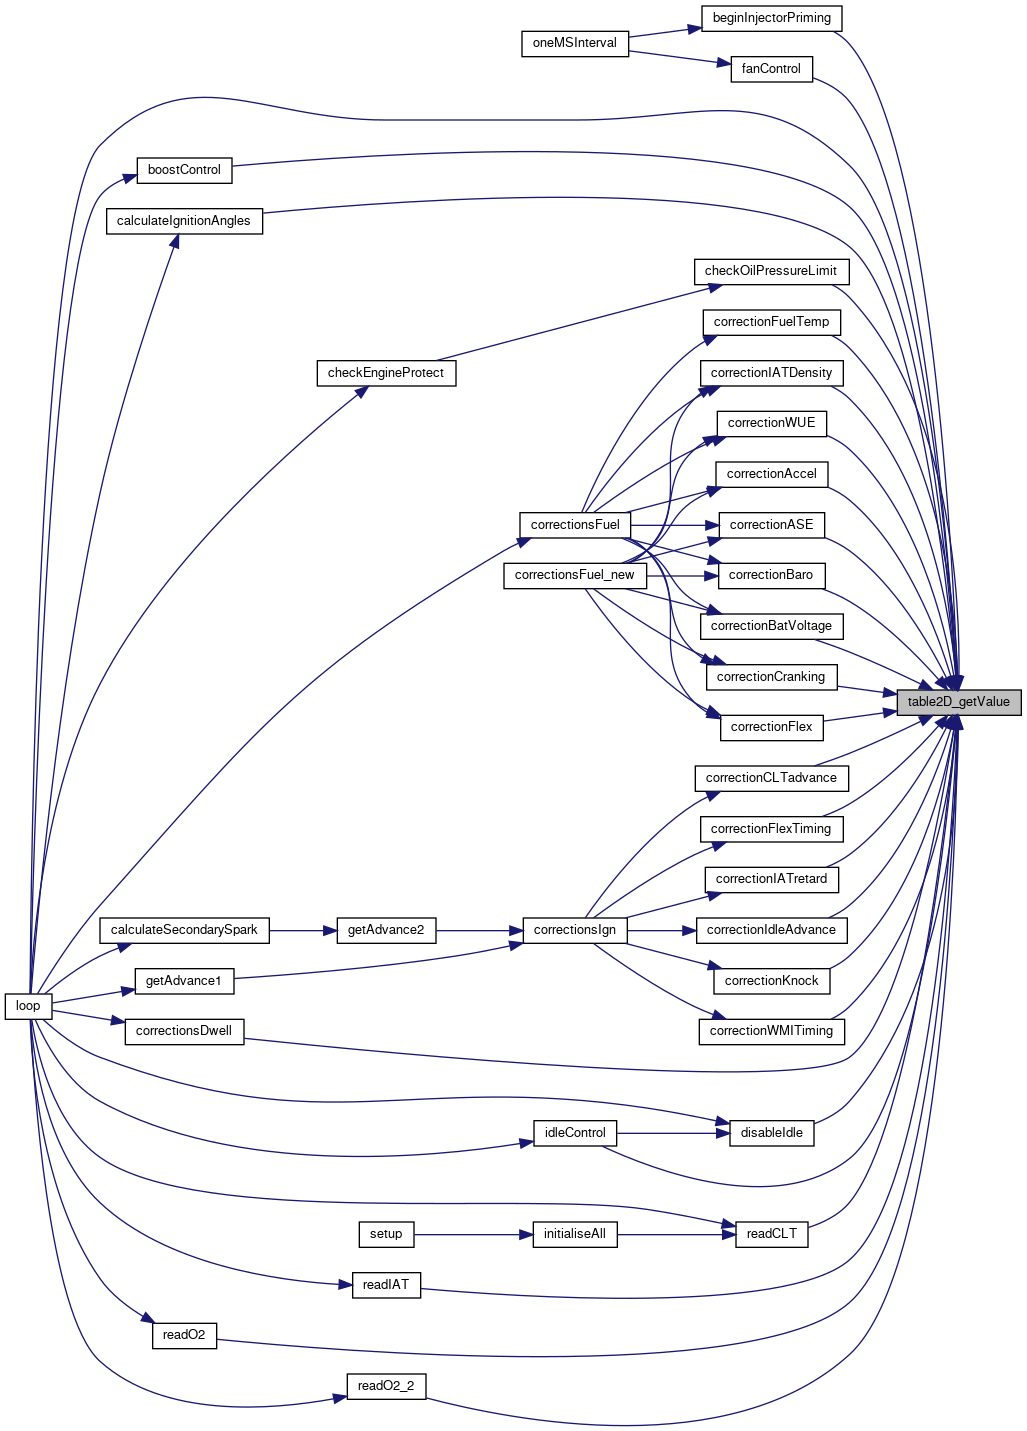 beginInjectorPriming
oneMSInterval
fanControl
boostControl
calculateIgnitionAngles
checkOilPressureLimit
correctionFuelTemp
checkEngineProtect
correctionIATDensity
correctionWUE
correctionAccel
correctionsFuel
correctionASE
correctionsFuel_new
correctionBaro
correctionBatVoltage
correctionCranking
table2D_getValue
correctionFlex
correctionCLTadvance
correctionFlexTiming
correctionIATretard
calculateSecondarySpark
getAdvance2
correctionsIgn
correctionIdleAdvance
getAdvance1
correctionKnock
loop
correctionsDwell
correctionWMITiming
idleControl
disableIdle
setup
initialiseAll
readCLT
readIAT
readO2
readO2_2